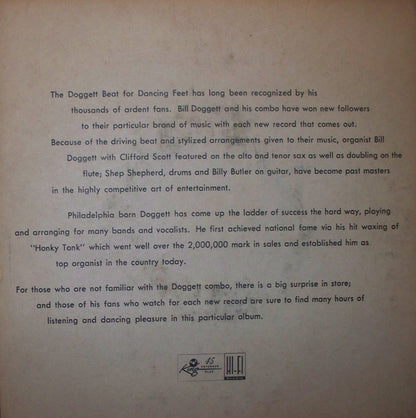 The Doggett Beat for Dancing Feet has long been recognized by his
thousands of ardent fans. Bill Doggett and his combo have won new followers
to their particular brand of music with each new record that comes out.
Because of the driving beat and stylized arrangements given to their music, organist Bill
Doggett with Clifford Scott featured on the alto and tenor sax as well as doubling on the
flute; Shep Shepherd, drums and Billy Butler on guitar, have become past masters
in the highly competitive art of entertainment.
Philadelphia born Doggett has come up the ladder of success the hard way, playing
and arranging for many bands and vocalists. He first achieved national fame via his hit waxing of
"Honky Tonk" which went well over the 2,000,000 mark in sales and established him as
top organist in the country today.
For those who are not familiar with the Doggett combo, there is a big surprise in store;
and those of his fans who watch for each new record are sure to find many hours of
listening and dancing pleasure in this particular album.
King 45 EXTENDED PLAY HI-FI